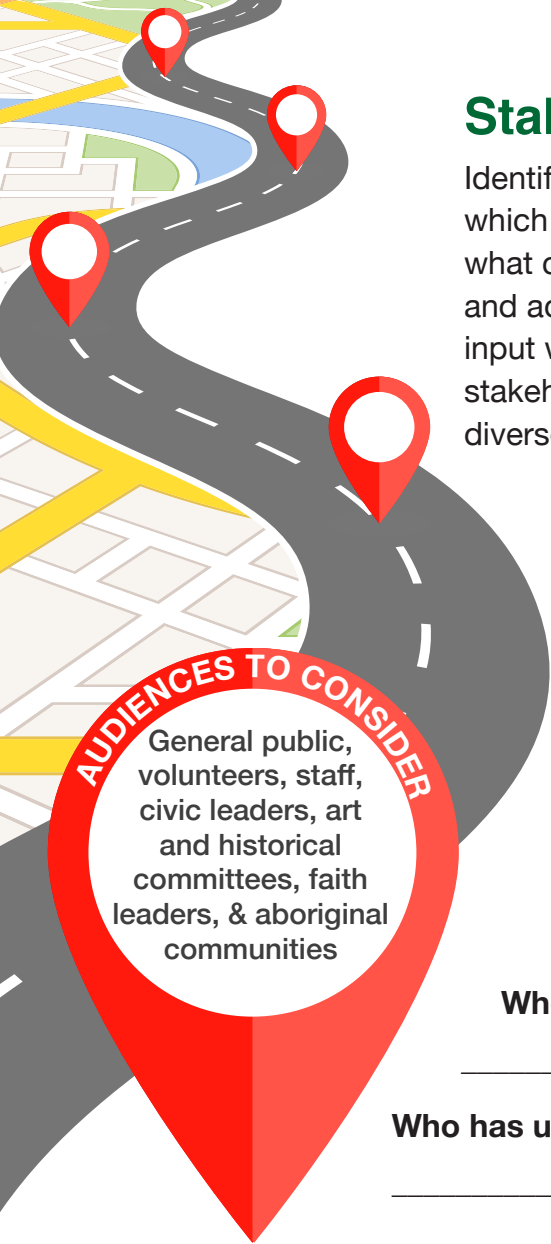 Stak
Identif
which
what c
and ac
input w
stakeh
diverse
AUDIENCES TO CONSIDER
General public,
volunteers, staff,
civic leaders, art
and historical
committees, faith
leaders, & aboriginal
communities
Wh
Who has u